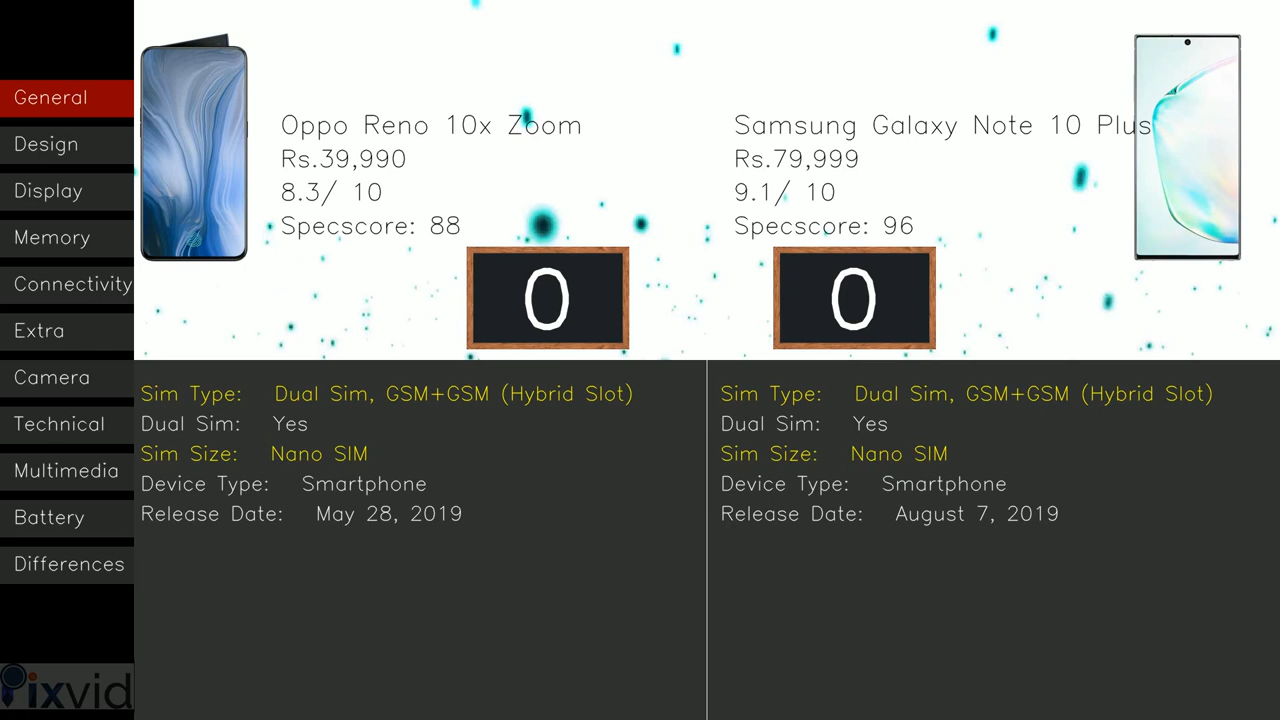 General
Design
Display
Memory
Connectivity
Extra
Camera
Technical
Multimedia
Battery
Differences
Pixvid
Oppo Reno 10x Zoom
Rs.39,990
8.3/ 10
Specscore: 88
0
Samsung Galaxy Note 10 Plus
Rs.79,999
9.1/ 10
Specscore: 96
0
Sim Type: Dual Sim, GSM+GSM (Hybrid Slot)
Dual Sim: Yes
Sim Size: Nano SIM
Device Type: Smartphone
Release Date: May 28, 2019
Sim Type: Dual Sim, GSM+GSM (Hybrid Slot)
Dual Sim: Yes
Sim Size: Nano SIM
Device Type: Smartphone
Release Date: August 7, 2019